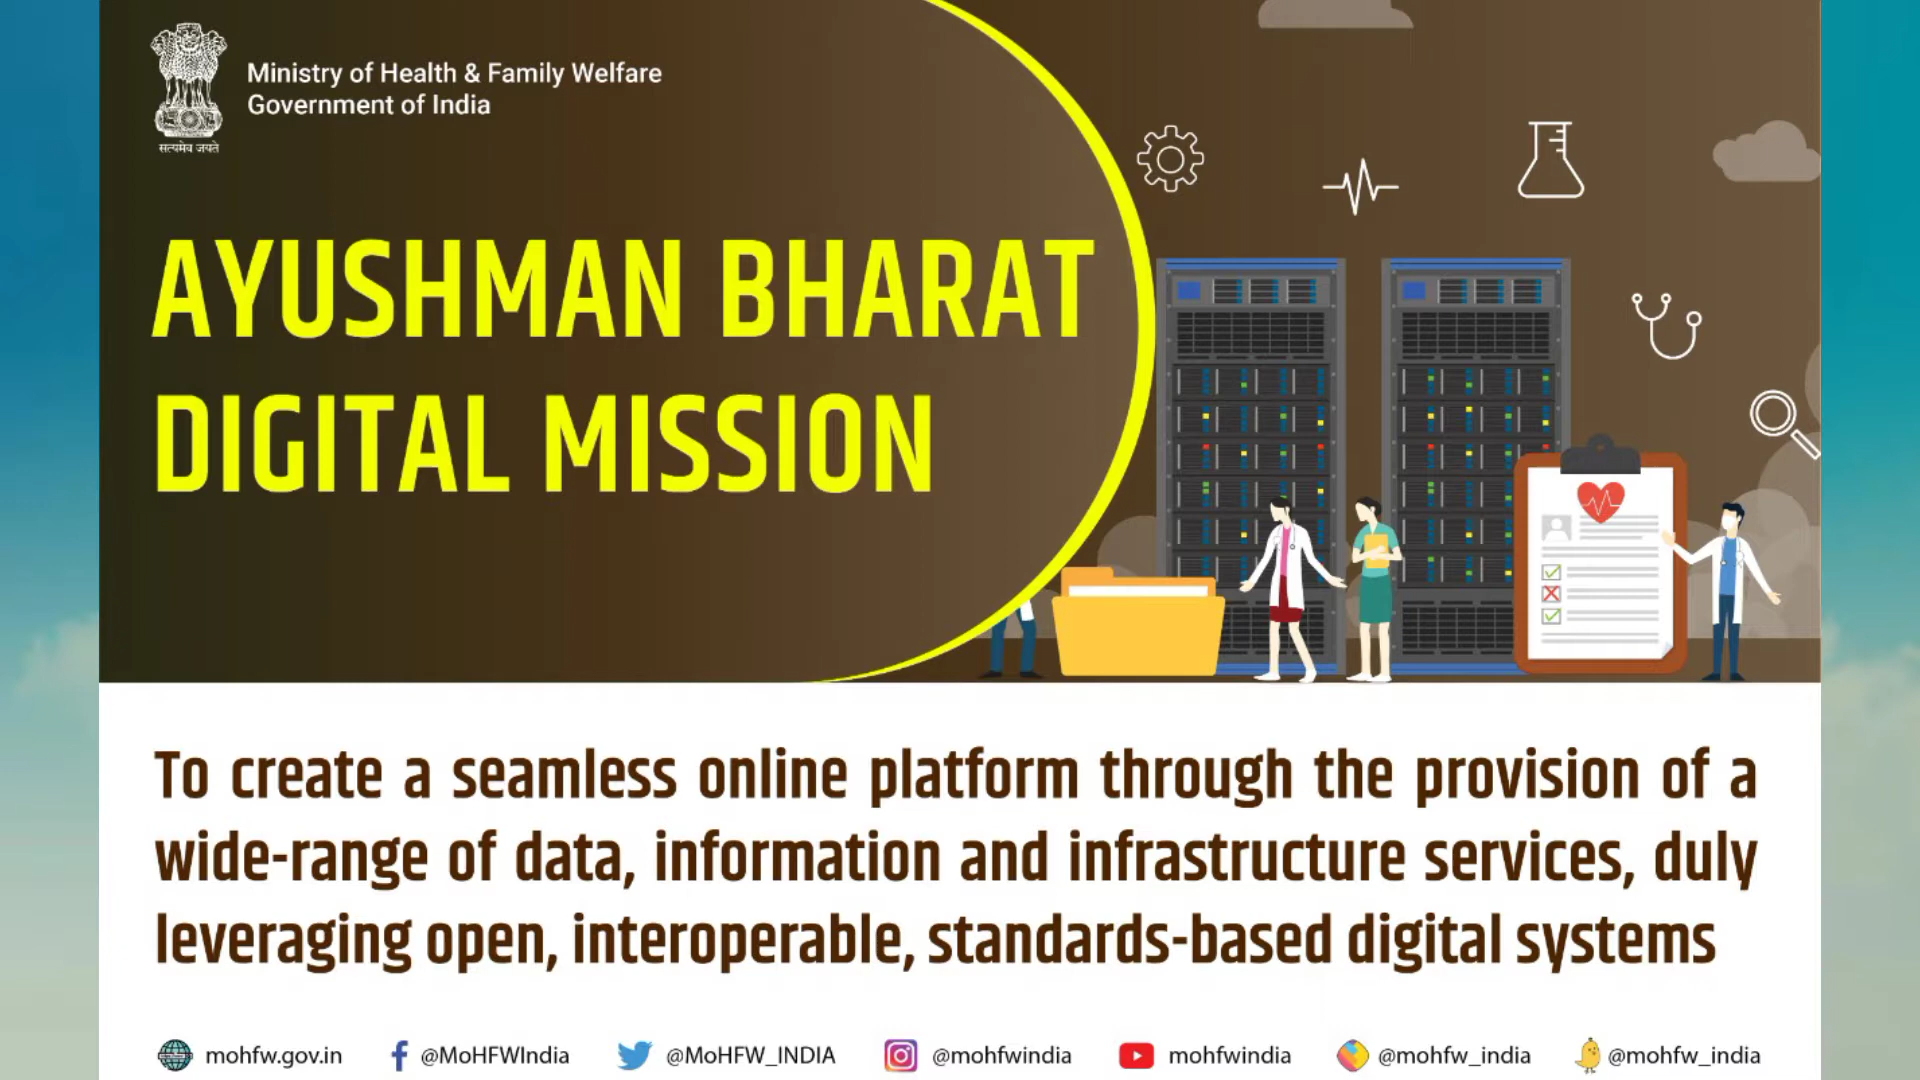 सत्यमेव जयते
Ministry of Health & Family Welfare
Government of India
AYUSHMAN BHARAT
DIGITAL MISSION
To create a seamless online platform through the provision of a
wide-range of data, information and infrastructure services, duly
leveraging open, interoperable, standards-based digital systems
mohfw.gov.in @MoHFWIndia @MoHFW_INDIA @mohfwindia mohfwindia @mohfw_india @mohfw_india